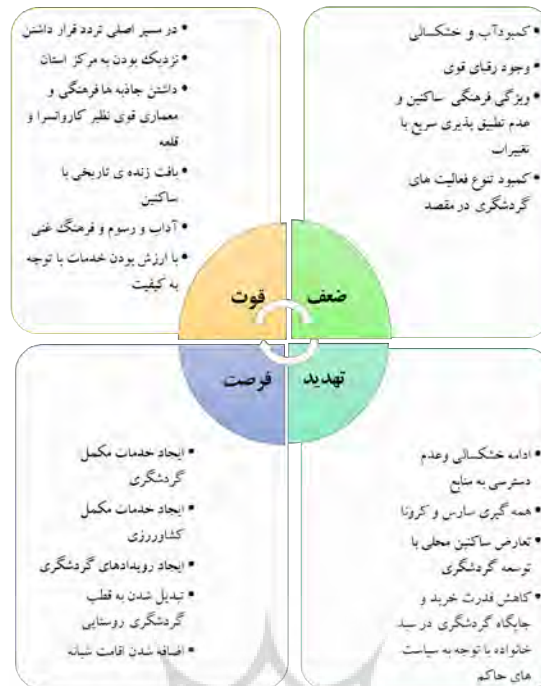 • در مسیر اصلی تردد قرار داشتن
• نزدیک بودن به مرکز استان
• داشتن جاذبه ها فرهنگی و
معماری قوی نظیر کاروانسرا و
قلعه
• بافت زنده ی تاریخی با
ساکنین
• آداب و رسوم و فرهنگ غنی
• با ارزش بودن خدمات با توجه
به کیفیت
قوت
• کمبودآب و خشکسالی
• وجود رقبای قوی
• ویژگی فرهنگی ساکنین و
عدم تطبیق پذیری سریع با
تغییرات
• کمبود تنوع فعالیت های
گردشگری در مقصد
ضعف
فرصت
• ایجاد خدمات مکمل
گردشگری
• ایجاد خدمات مکمل
کشاورزی
• ایجاد رویدادهای گردشگری
• تبدیل شدن به قطب
گردشگری روستایی
• اضافه شدن اقامت شبانه
تهدید
• ادامه خشکسالی وعدم
دسترسی به منابع
• همه گیری سارس و کرونا
• تعارض ساکنین محلی با
توسعه گردشگری
• کاهش قدرت خرید و
جایگاه گردشگری در سبد
خانواده با توجه به سیاست
های حاکم